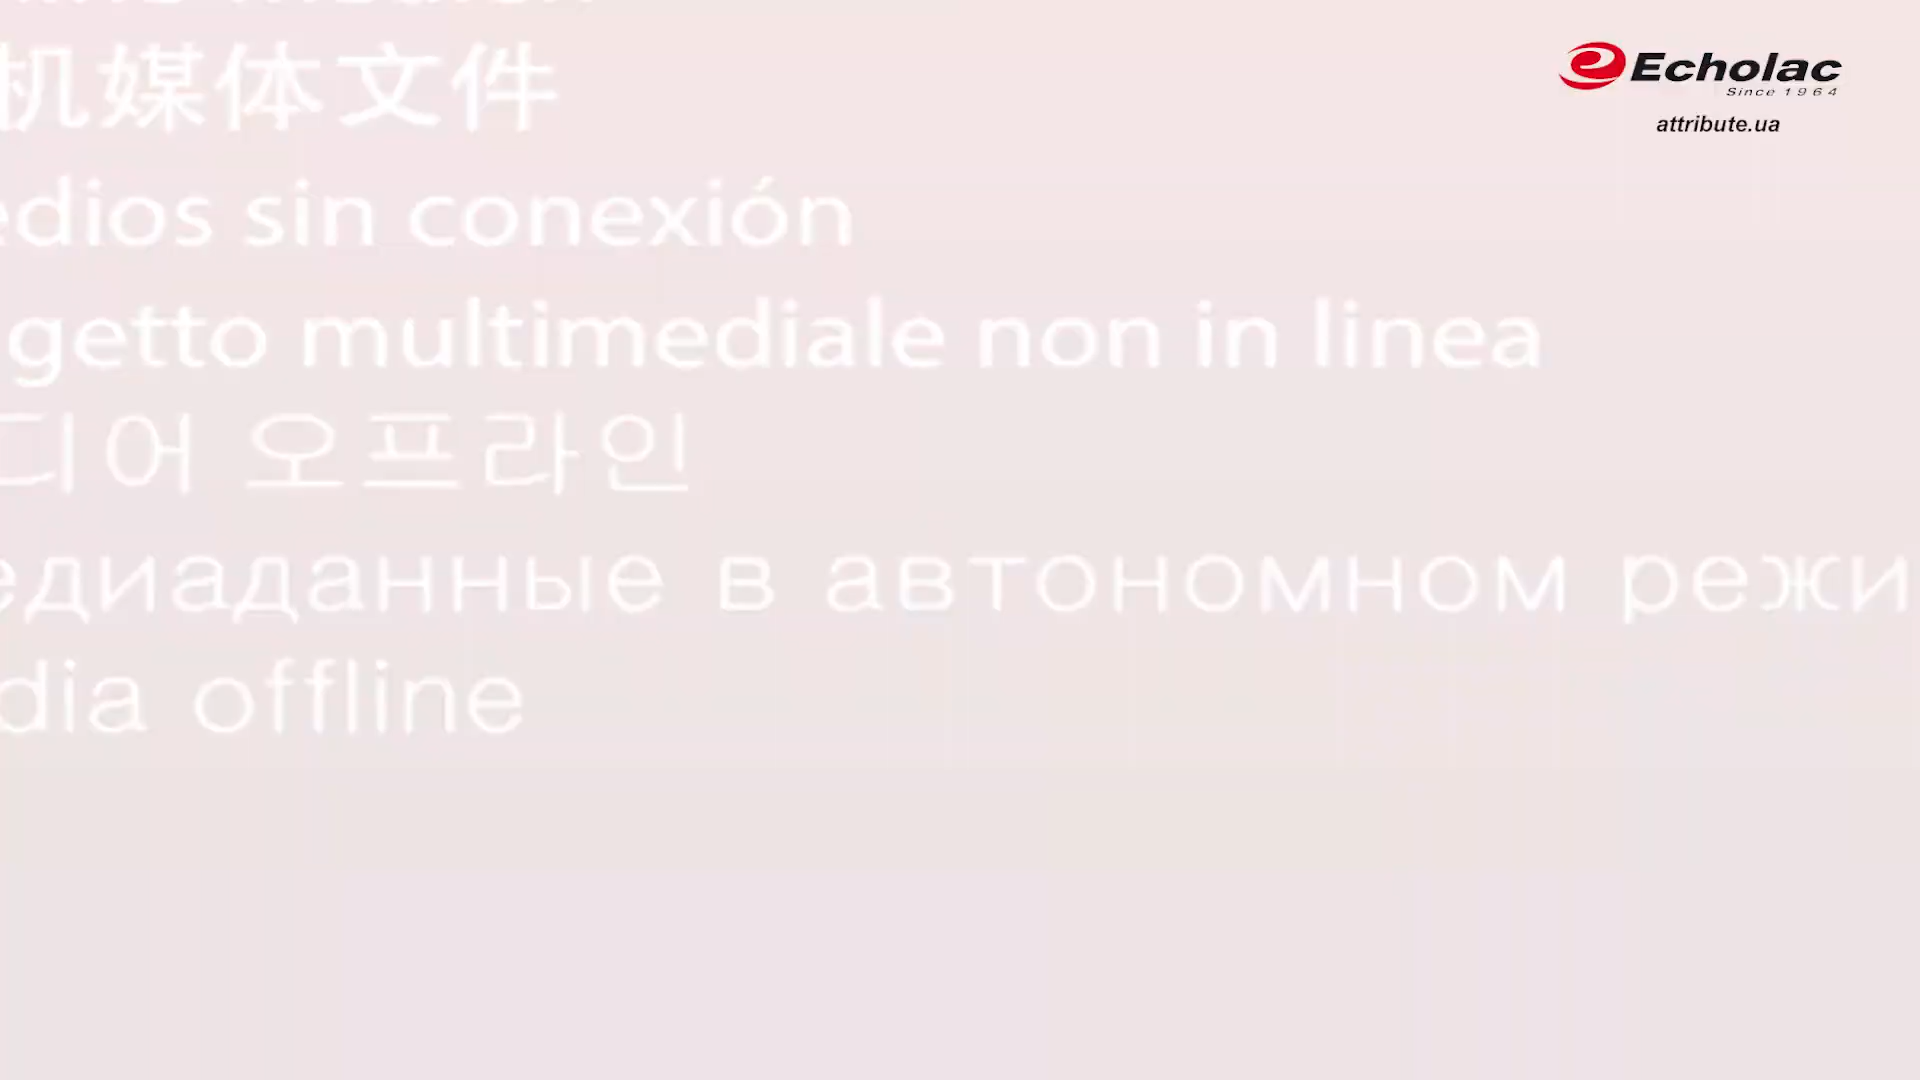 机媒体文件
edios sin conexión
getto multimediale non in linea
디어 오프라인
едиаданные в автономном режи
dia offline
Echolac
Since 1964
attribute.ua